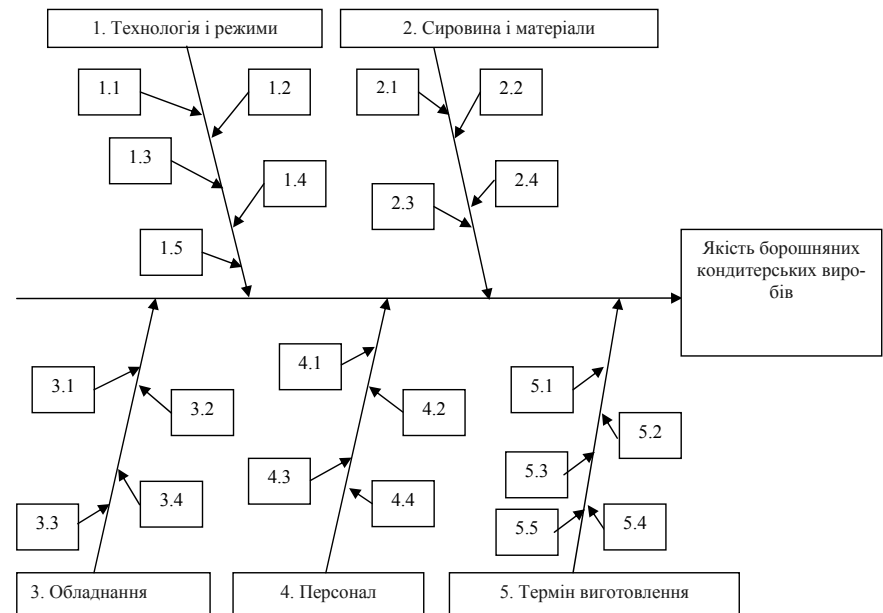 1. Технологія і режими
2. Сировина і матеріали
1.1
1.2
2.1
2.2
1.3
1.4
2.3
2.4
1.5
Якість борошняних
кондитерських виро-
бів
3.1
3.2
4.1
4.2
5.1
5.2
4.3
5.3
3.3
3.4
4.4
5.5
5.4
3. Обладнання
4. Персонал
5. Термін виготовлення